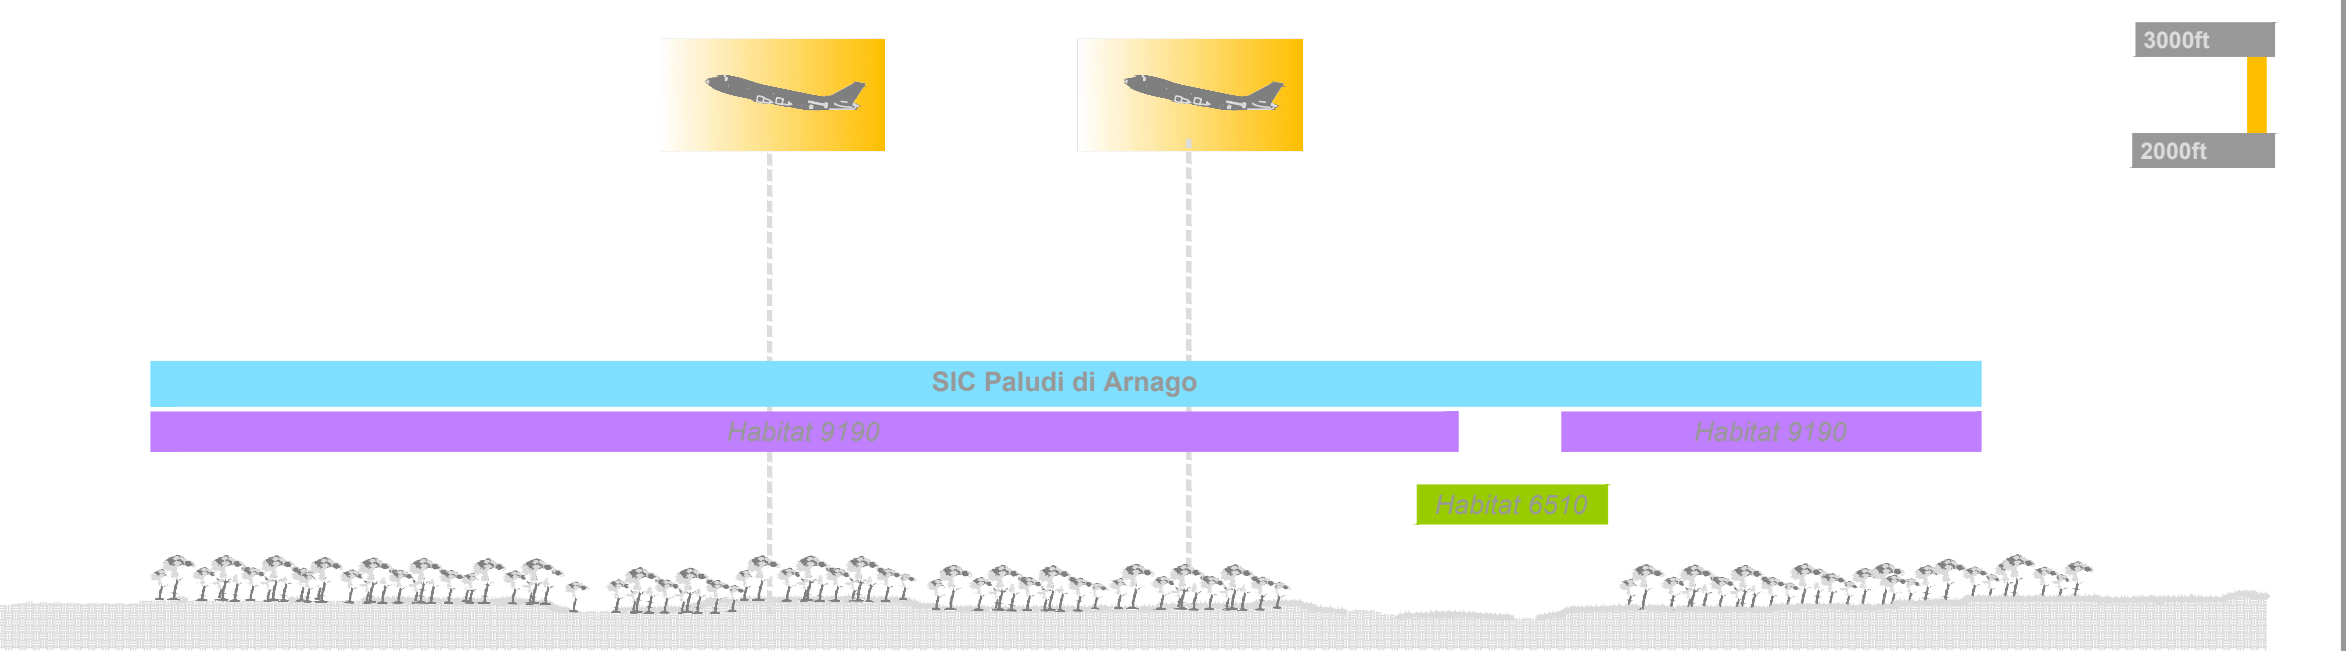 3000ft
2000ft
SIC Paludi di Arnago
Habitat 9190
Habitat 9190
Habitat 6510